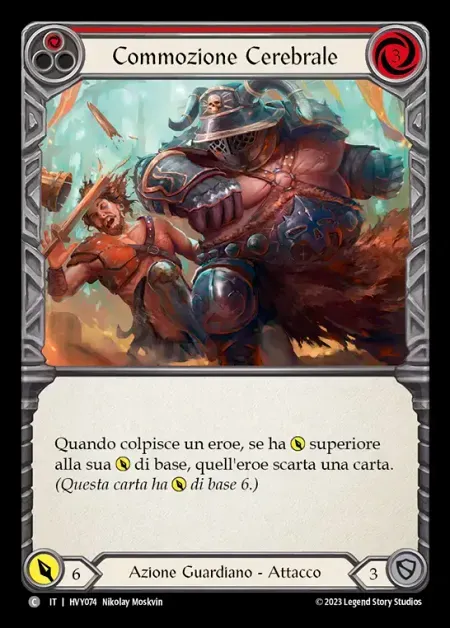 Commozione Cerebrale
3
Quando colpisce un eroe, se ha superiore
alla sua di base, quell'eroe scarta una carta.
(Questa carta ha di base 6.)
6
Azione Guardiano - Attacco
3
C IT | HVY074 Nikolay Moskvin
© 2023 Legend Story Studios